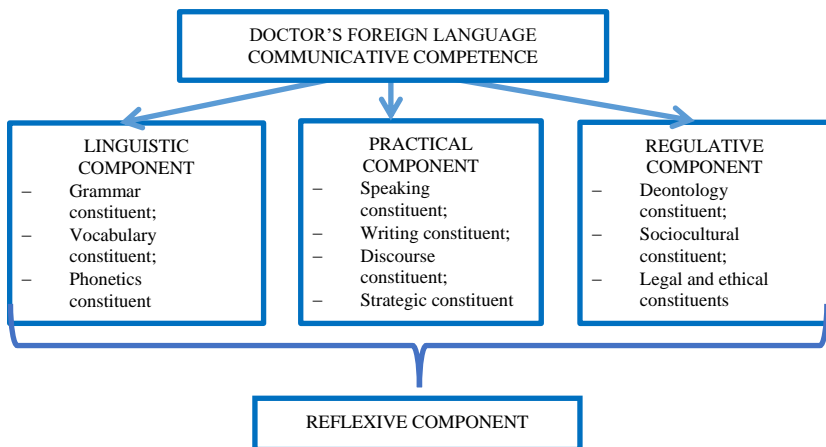 DOCTOR’S FOREIGN LANGUAGE
COMMUNICATIVE COMPETENCE
LINGUISTIC
COMPONENT
– Grammar
constituent;
– Vocabulary
constituent;
– Phonetics
constituent
PRACTICAL
COMPONENT
– Speaking
constituent;
– Writing constituent;
– Discourse
constituent;
– Strategic constituent
REGULATIVE
COMPONENT
– Deontology
constituent;
– Sociocultural
constituent;
– Legal and ethical
constituents
REFLEXIVE COMPONENT